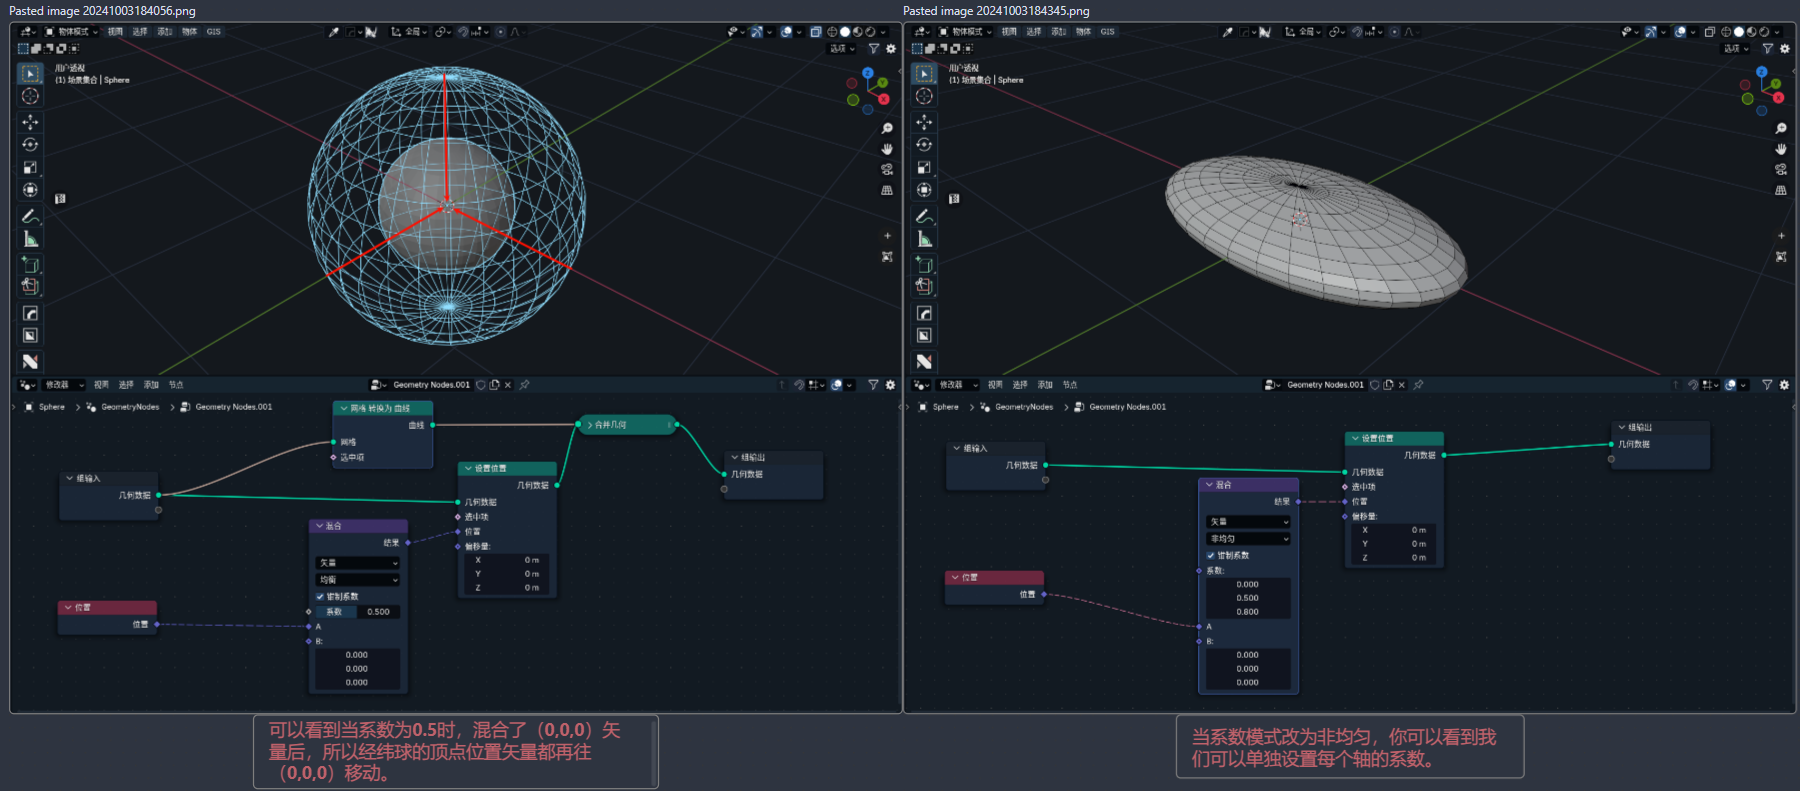 Pasted image 20241003184056.png
物体模式 视图 选择 添加 物体 GIS
全局
选项
用户透视
(1) 场景集合 | Sphere
Z
Y
X
修改器 视图 选择 添加 节点
Geometry Nodes.001
Sphere > GeometryNodes > Geometry Nodes.001
网格 转换为 曲线
曲线
网格
选中项
合并几何
组输出
几何数据
组输入
几何数据
设置位置
几何数据
几何数据
选中项
位置
偏移量:
X 0 m
Y 0 m
Z 0 m
混合
结果
矢量
均衡
钳制系数
系数 0.500
A
B:
0.000
0.000
0.000
位置
位置
可以看到当系数为0.5时，混合了（0,0,0）矢
量后，所以经纬球的顶点位置矢量都再往
（0,0,0）移动。
Pasted image 20241003184345.png
物体模式 视图 选择 添加 物体 GIS
全局
选项
用户透视
(1) 场景集合 | Sphere
Z
Y
X
修改器 视图 选择 添加 节点
Geometry Nodes.001
Sphere > GeometryNodes > Geometry Nodes.001
组输入
几何数据
设置位置
几何数据
几何数据
选中项
位置
偏移量:
X 0 m
Y 0 m
Z 0 m
组输出
几何数据
混合
结果
矢量
非均匀
钳制系数
系数:
0.000
0.500
0.800
A
B:
0.000
0.000
0.000
位置
位置
当系数模式改为非均匀，你可以看到我
们可以单独设置每个轴的系数。